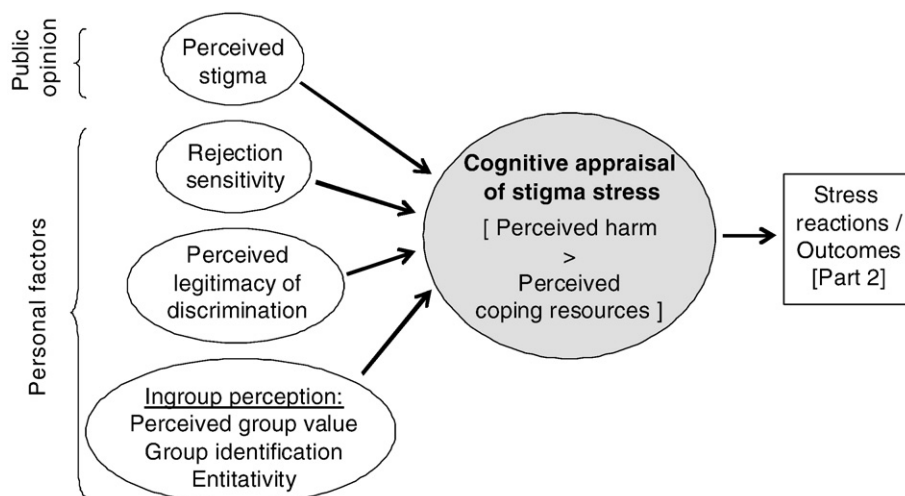 Public
opinion
Perceived
stigma
Personal factors
Rejection
sensitivity
Perceived
legitimacy of
discrimination
Ingroup perception:
Perceived group value
Group identification
Entitativity
Cognitive appraisal
of stigma stress
[ Perceived harm
>
Perceived
coping resources ]
Stress
reactions /
Outcomes
[Part 2]